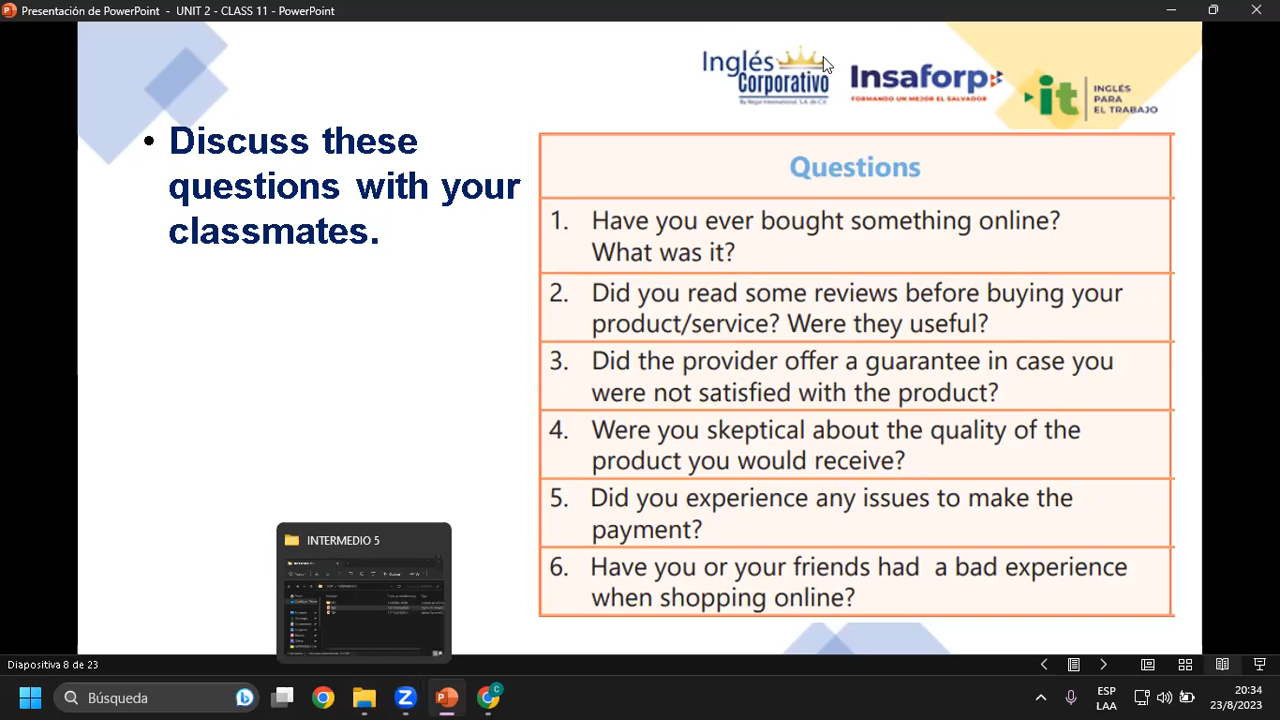 Presentación de PowerPoint - UNIT 2 - CLASS 11 - PowerPoint
Inglés
Corporativo
By Regal International, S.A. de C.V.
Insaforp
FORMANDO UN MEJOR EL SALVADOR
it
INGLÉS
PARA
EL TRABAJO
• Discuss these
questions with your
classmates.
Questions
1. Have you ever bought something online?
What was it?
2. Did you read some reviews before buying your
product/service? Were they useful?
3. Did the provider offer a guarantee in case you
were not satisfied with the product?
4. Were you skeptical about the quality of the
product you would receive?
5. Did you experience any issues to make the
payment?
6. Have you or your friends had a bad experience
when shopping online?
INTERMEDIO 5
Diapositiva 8 de 23
Búsqueda
ESP
LAA
20:34
23/8/2023